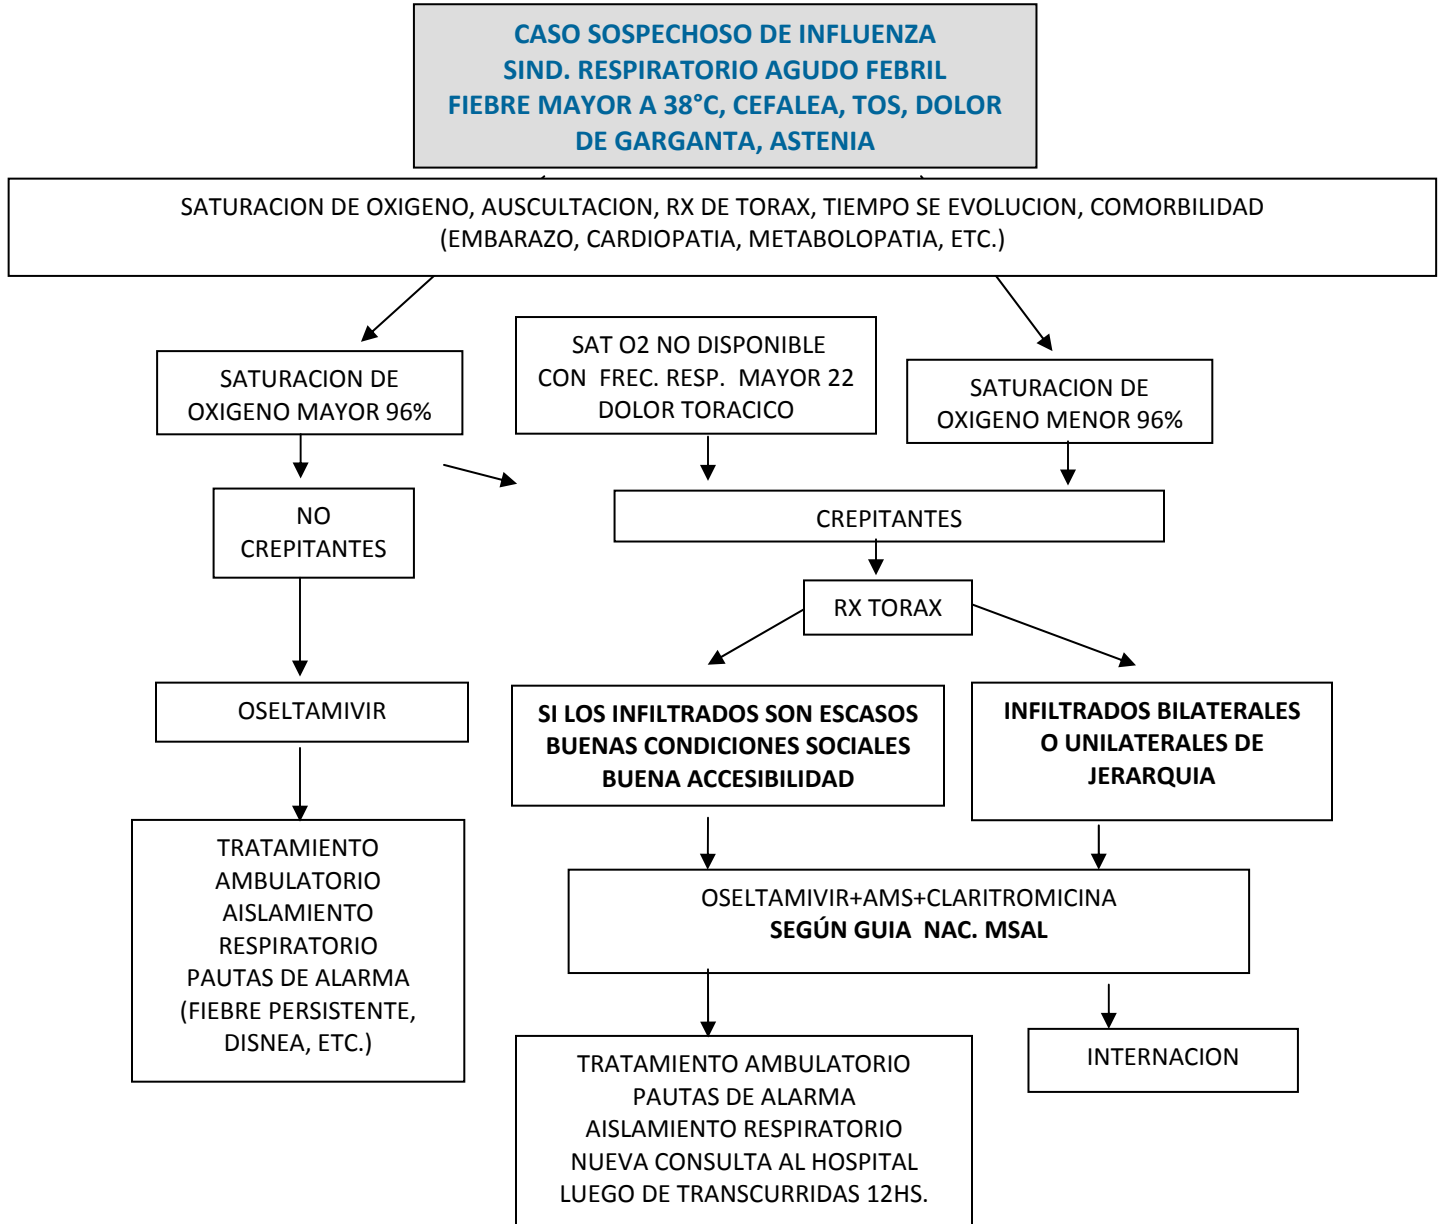 CASO SOSPECHOSO DE INFLUENZA
SIND. RESPIRATORIO AGUDO FEBRIL
FIEBRE MAYOR A 38°C, CEFALEA, TOS, DOLOR
DE GARGANTA, ASTENIA
SATURACION DE OXIGENO, AUSCULTACION, RX DE TORAX, TIEMPO SE EVOLUCION, COMORBILIDAD
(EMBARAZO, CARDIOPATIA, METABOLOPATIA, ETC.)
SATURACION DE
OXIGENO MAYOR 96%
SAT O2 NO DISPONIBLE
CON FREC. RESP. MAYOR 22
DOLOR TORACICO
SATURACION DE
OXIGENO MENOR 96%
NO
CREPITANTES
CREPITANTES
RX TORAX
OSELTAMIVIR
SI LOS INFILTRADOS SON ESCASOS
BUENAS CONDICIONES SOCIALES
BUENA ACCESIBILIDAD
INFILTRADOS BILATERALES
O UNILATERALES DE
JERARQUIA
TRATAMIENTO
AMBULATORIO
AISLAMIENTO
RESPIRATORIO
PAUTAS DE ALARMA
(FIEBRE PERSISTENTE,
DISNEA, ETC.)
OSELTAMIVIR+AMS+CLARITROMICINA
SEGÚN GUIA NAC. MSAL
TRATAMIENTO AMBULATORIO
PAUTAS DE ALARMA
AISLAMIENTO RESPIRATORIO
NUEVA CONSULTA AL HOSPITAL
LUEGO DE TRANSCURRIDAS 12HS.
INTERNACION